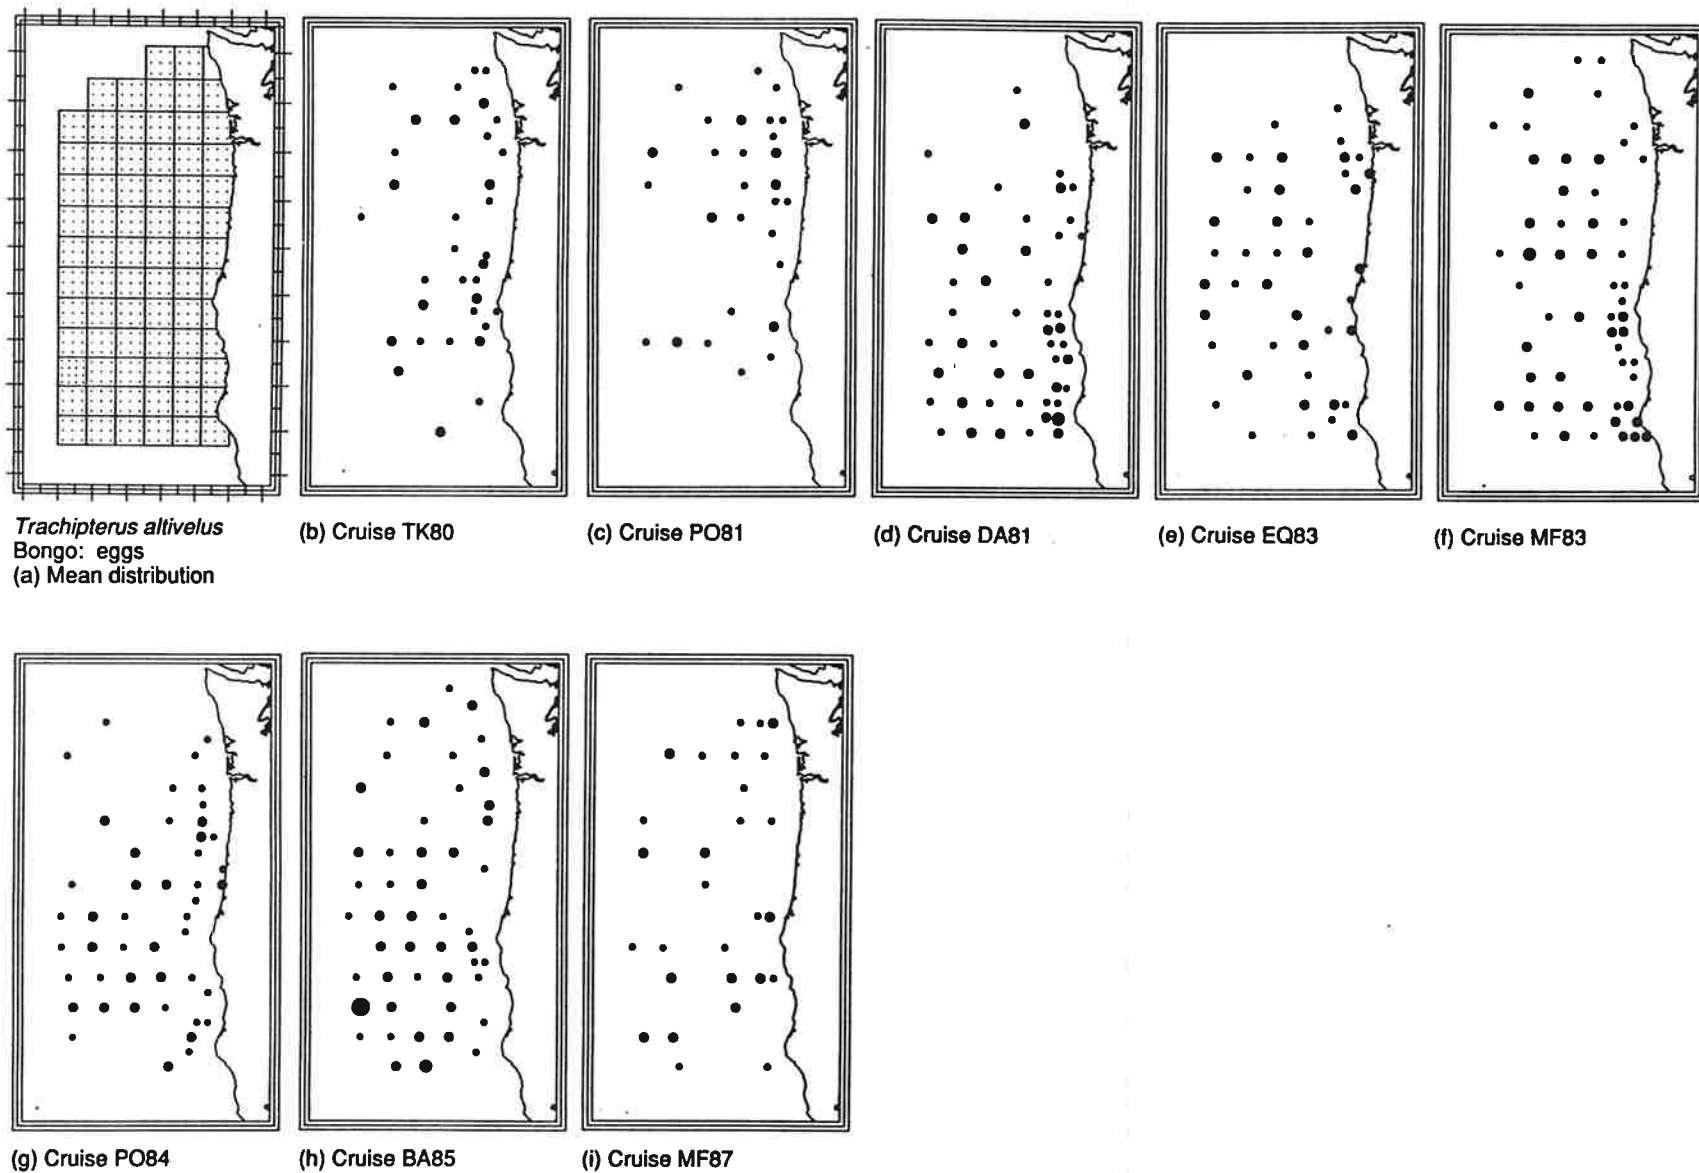 Trachipterus altivelus
Bongo: eggs
(a) Mean distribution
(b) Cruise TK80
(c) Cruise PO81
(d) Cruise DA81
(e) Cruise EQ83
(f) Cruise MF83
(g) Cruise PO84
(h) Cruise BA85
(i) Cruise MF87